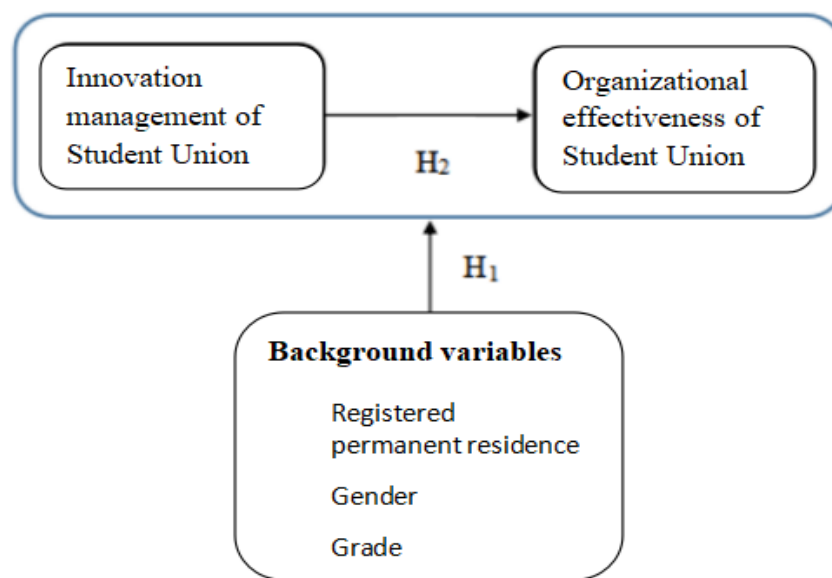 Innovation
management of
Student Union
Organizational
effectiveness of
Student Union
H₂
H₁
Background variables
Registered
permanent residence
Gender
Grade